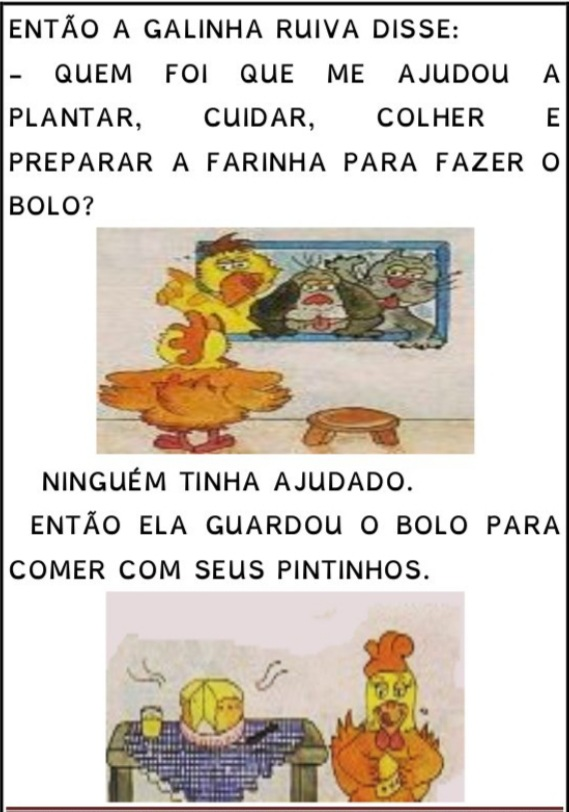 ENTÃO A GALINHA RUIVA DISSE:
- QUEM FOI QUE ME AJUDOU A
PLANTAR, CUIDAR, COLHER E
PREPARAR A FARINHA PARA FAZER O
BOLO?
NINGUÉM TINHA AJUDADO.
ENTÃO ELA GUARDOU O BOLO PARA
COMER COM SEUS PINTINHOS.